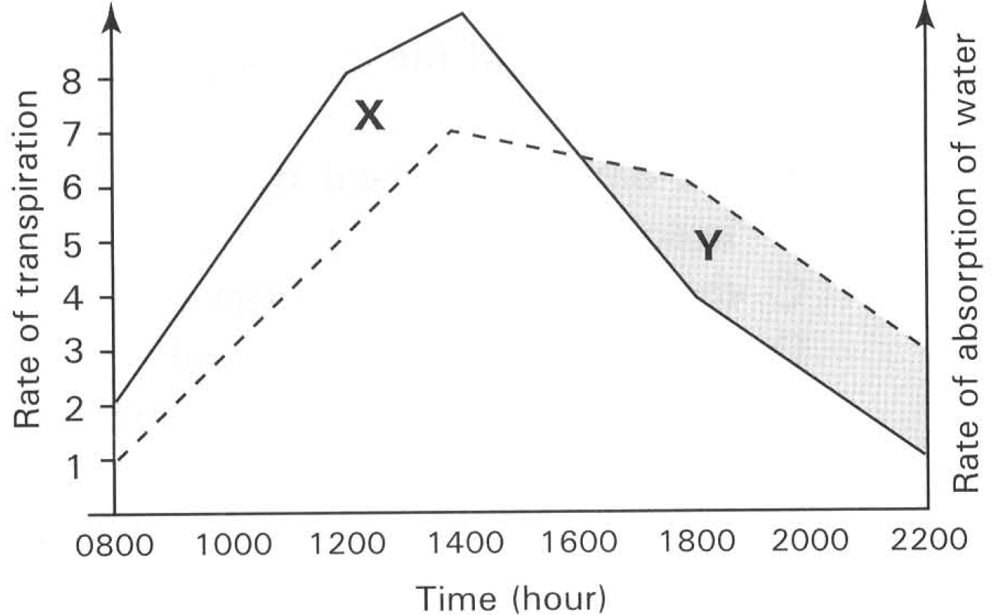 Rate of transpiration
8
7
6
5
4
3
2
1
X
Y
Rate of absorption of water
0800 1000 1200 1400 1600 1800 2000 2200
Time (hour)